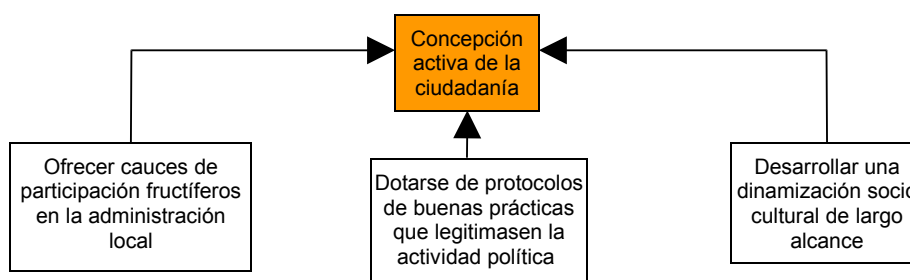 Concepción
activa de la
ciudadanía
Ofrecer cauces de
participación fructíferos
en la administración
local
Dotarse de protocolos
de buenas prácticas
que legitimasen la
actividad política
Desarrollar una
dinamización socio
cultural de largo
alcance